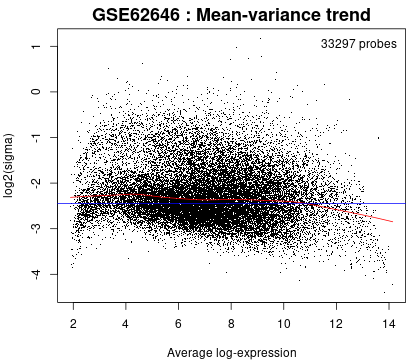 GSE62646 : Mean-variance trend
33297 probes
log2(sigma)
1
0
-1
-2
-3
-4
2 4 6 8 10 12 14
Average log-expression